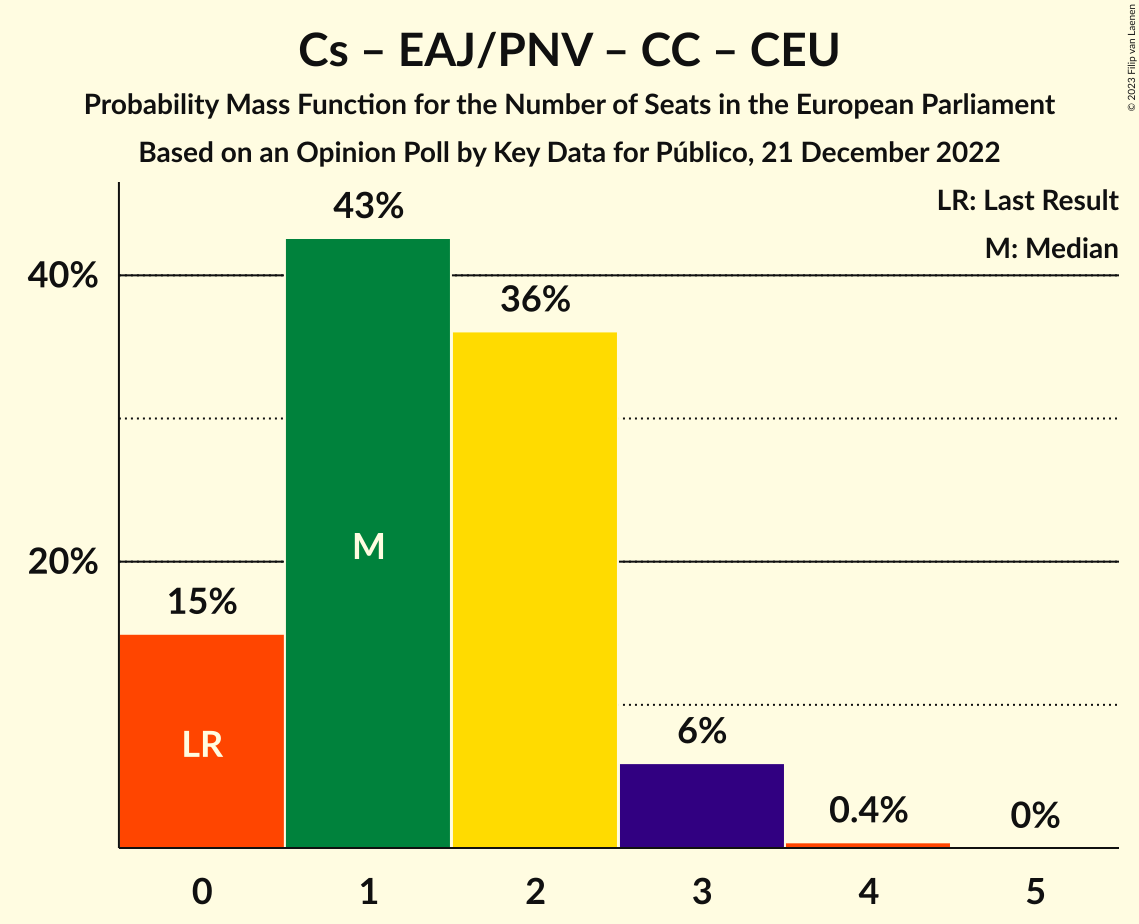 Cs – EAJ/PNV – CC – CEU
Probability Mass Function for the Number of Seats in the European Parliament
Based on an Opinion Poll by Key Data for Público, 21 December 2022
© 2023 Filip van Laenen
LR: Last Result
M: Median
43%
40%
36%
M
20%
15%
LR
6%
0.4%
0%
0 1 2 3 4 5